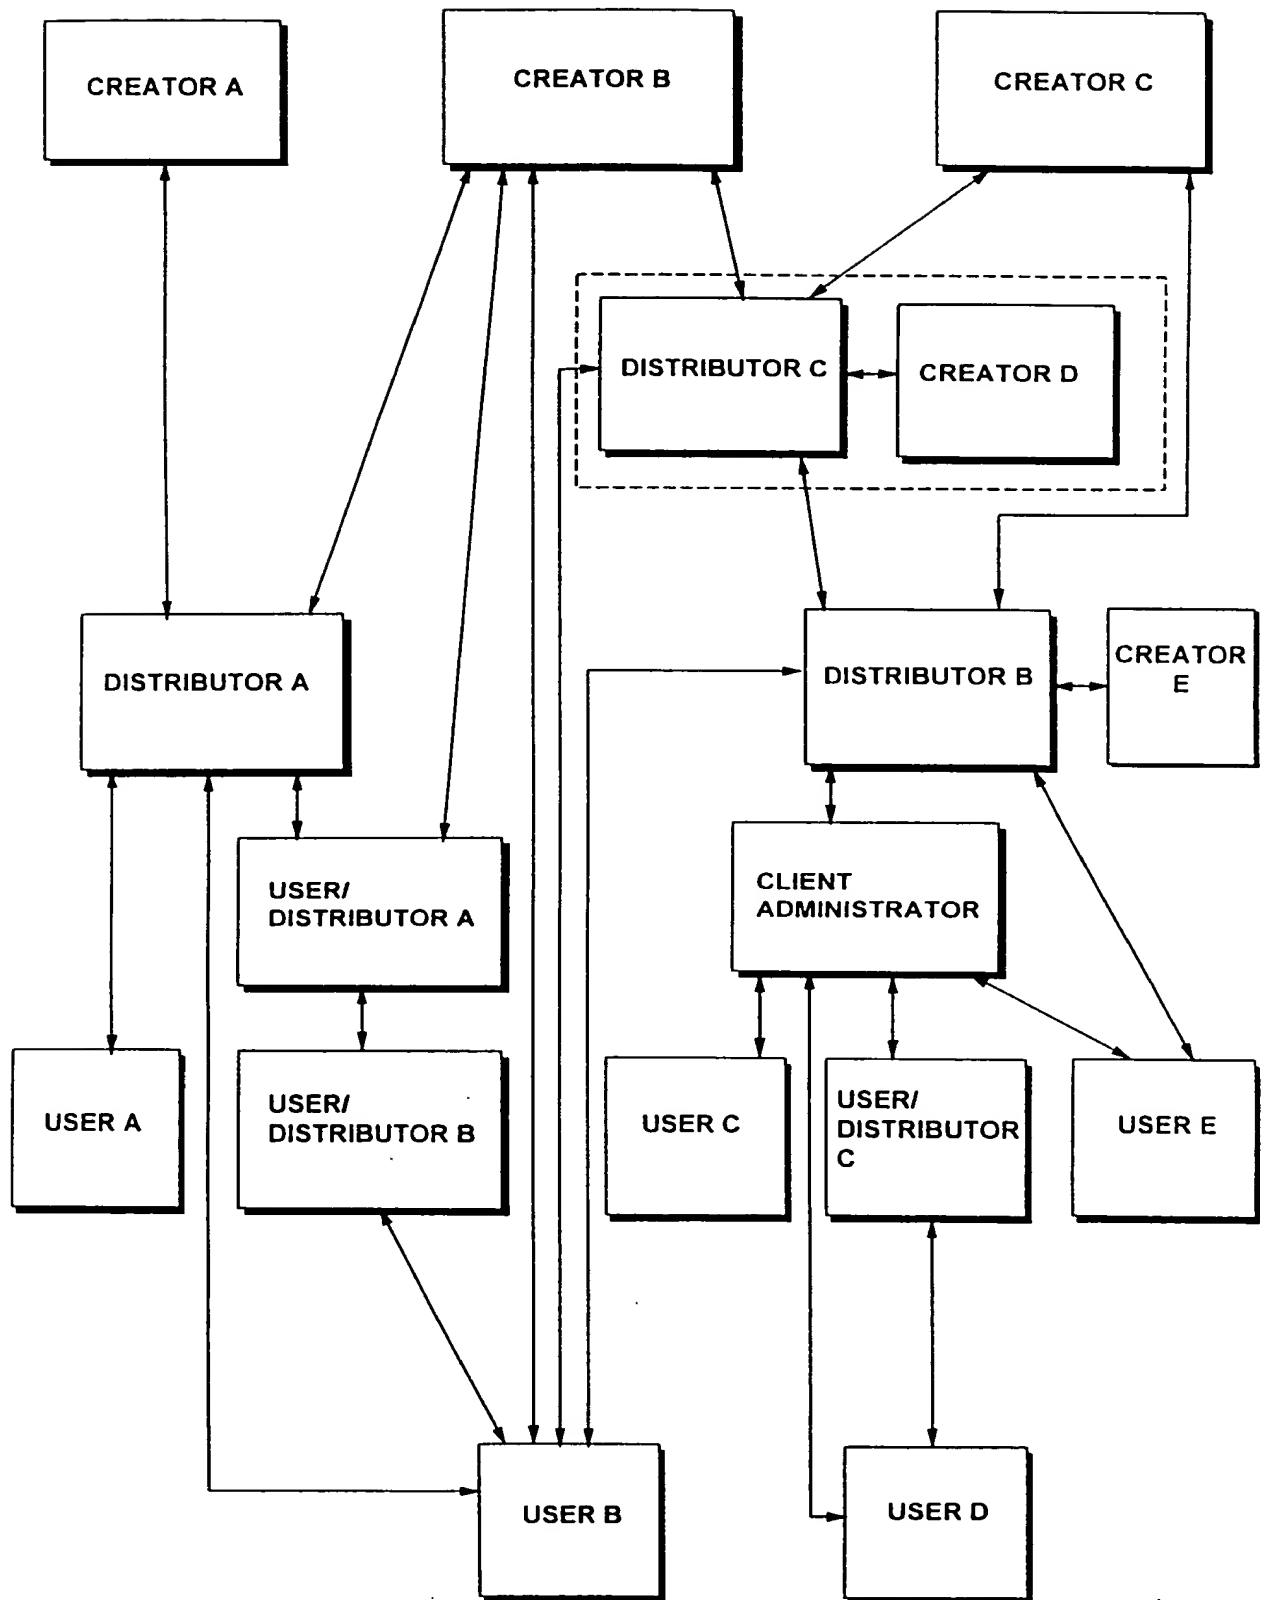 CREATOR A
CREATOR B
CREATOR C
DISTRIBUTOR C
CREATOR D
DISTRIBUTOR A
DISTRIBUTOR B
CREATOR
E
USER/
DISTRIBUTOR A
CLIENT
ADMINISTRATOR
USER A
USER/
DISTRIBUTOR B
USER C
USER/
DISTRIBUTOR
C
USER E
USER B
USER D